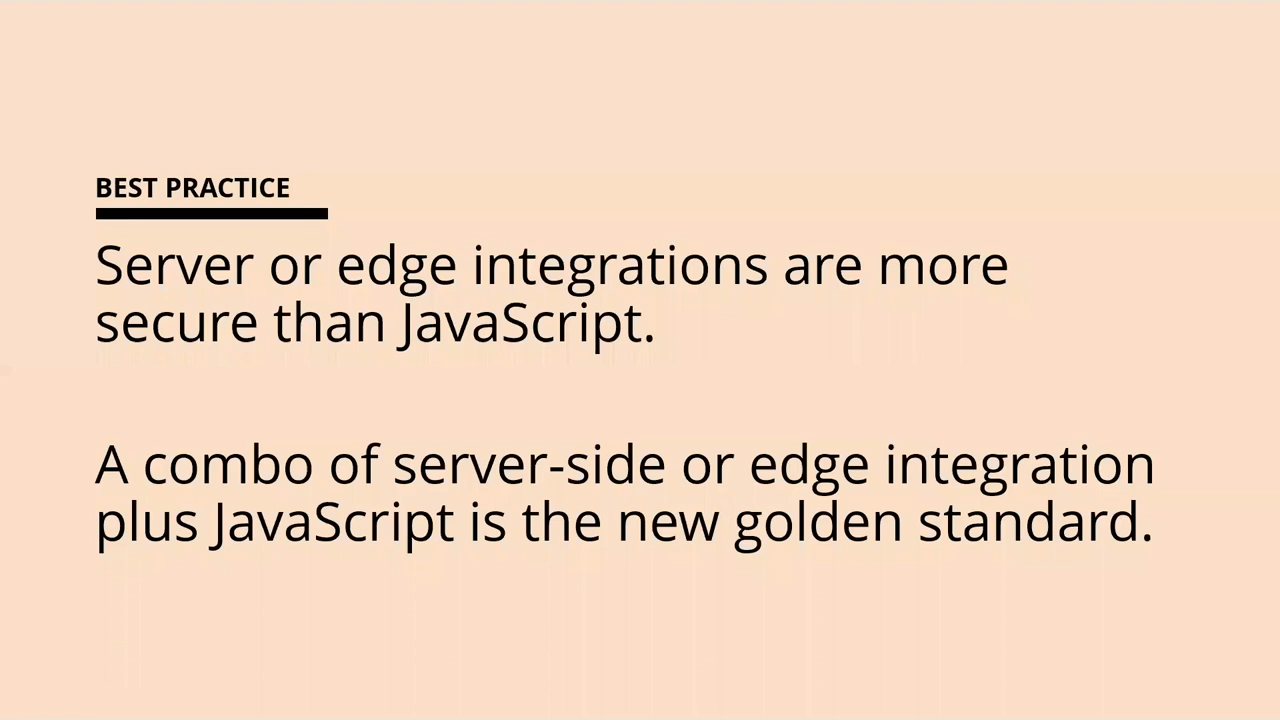 BEST PRACTICE
Server or edge integrations are more
secure than JavaScript.
A combo of server-side or edge integration
plus JavaScript is the new golden standard.